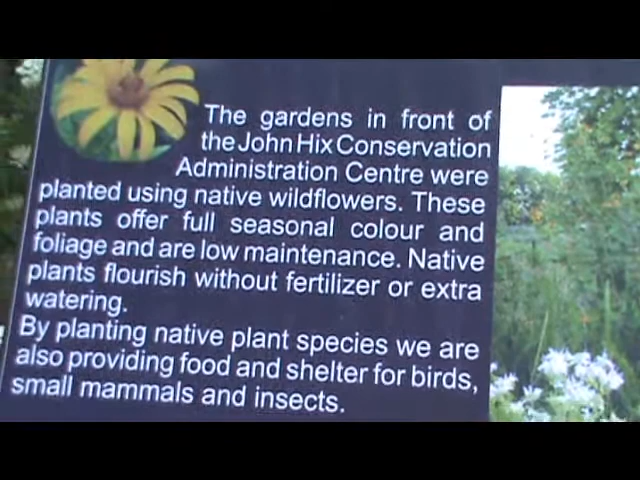 The gardens in front of
the John Hix Conservation
Administration Centre were
planted using native wildflowers. These
plants offer full seasonal colour and
foliage and are low maintenance. Native
plants flourish without fertilizer or extra
watering.
By planting native plant species we are
also providing food and shelter for birds,
small mammals and insects.